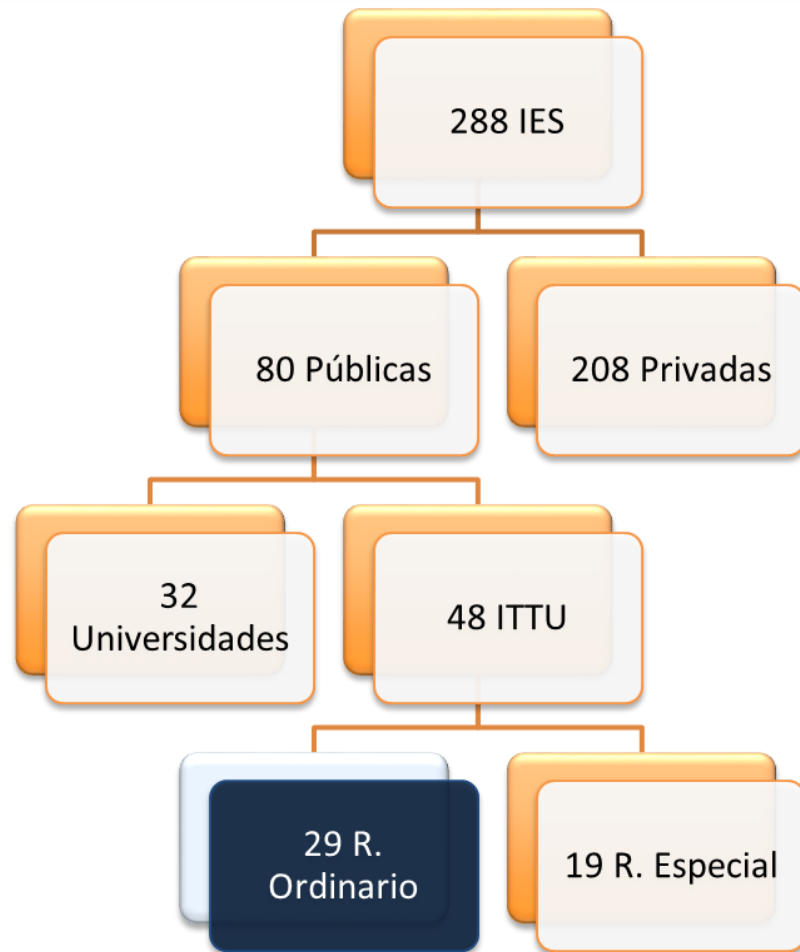 288 IES
80 Públicas
208 Privadas
32
Universidades
48 ITTU
29 R.
Ordinario
19 R. Especial